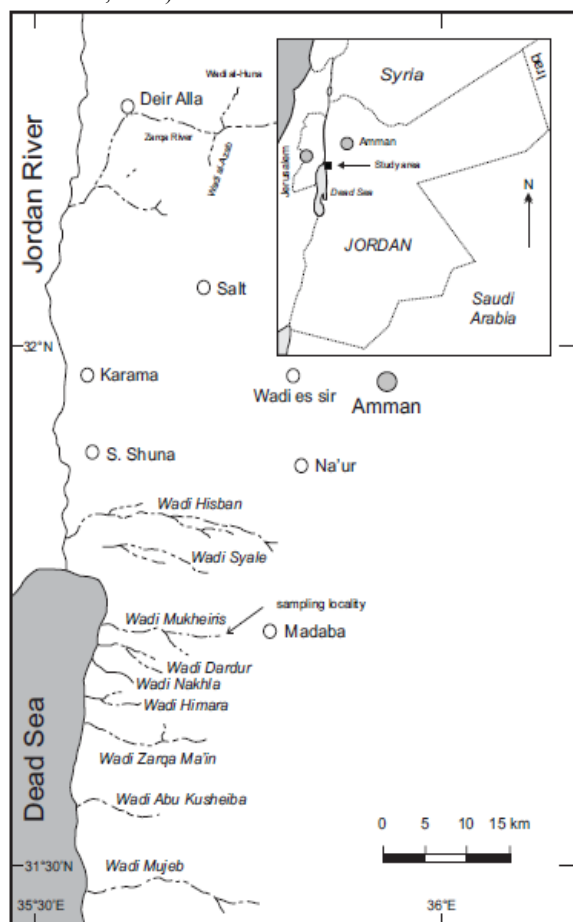 Wadi al-Huna
Deir Alla
Zarqa River
Wadi al-Azab
Jordan River
Salt
32°N
Karama
Wadi es sir
Amman
S. Shuna
Na'ur
Wadi Hisban
Wadi Syale
sampling locality
Wadi Mukheiris
Madaba
Wadi Dardur
Wadi Nakhla
Wadi Himara
Wadi Zarqa Ma'in
Dead Sea
Wadi Abu Kusheiba
0 5 10 15 km
31°30'N
Wadi Mujeb
35°30'E
36°E
Syria
Iraq
Amman
Jerusalem
Study area
Dead Sea
N
JORDAN
Saudi
Arabia